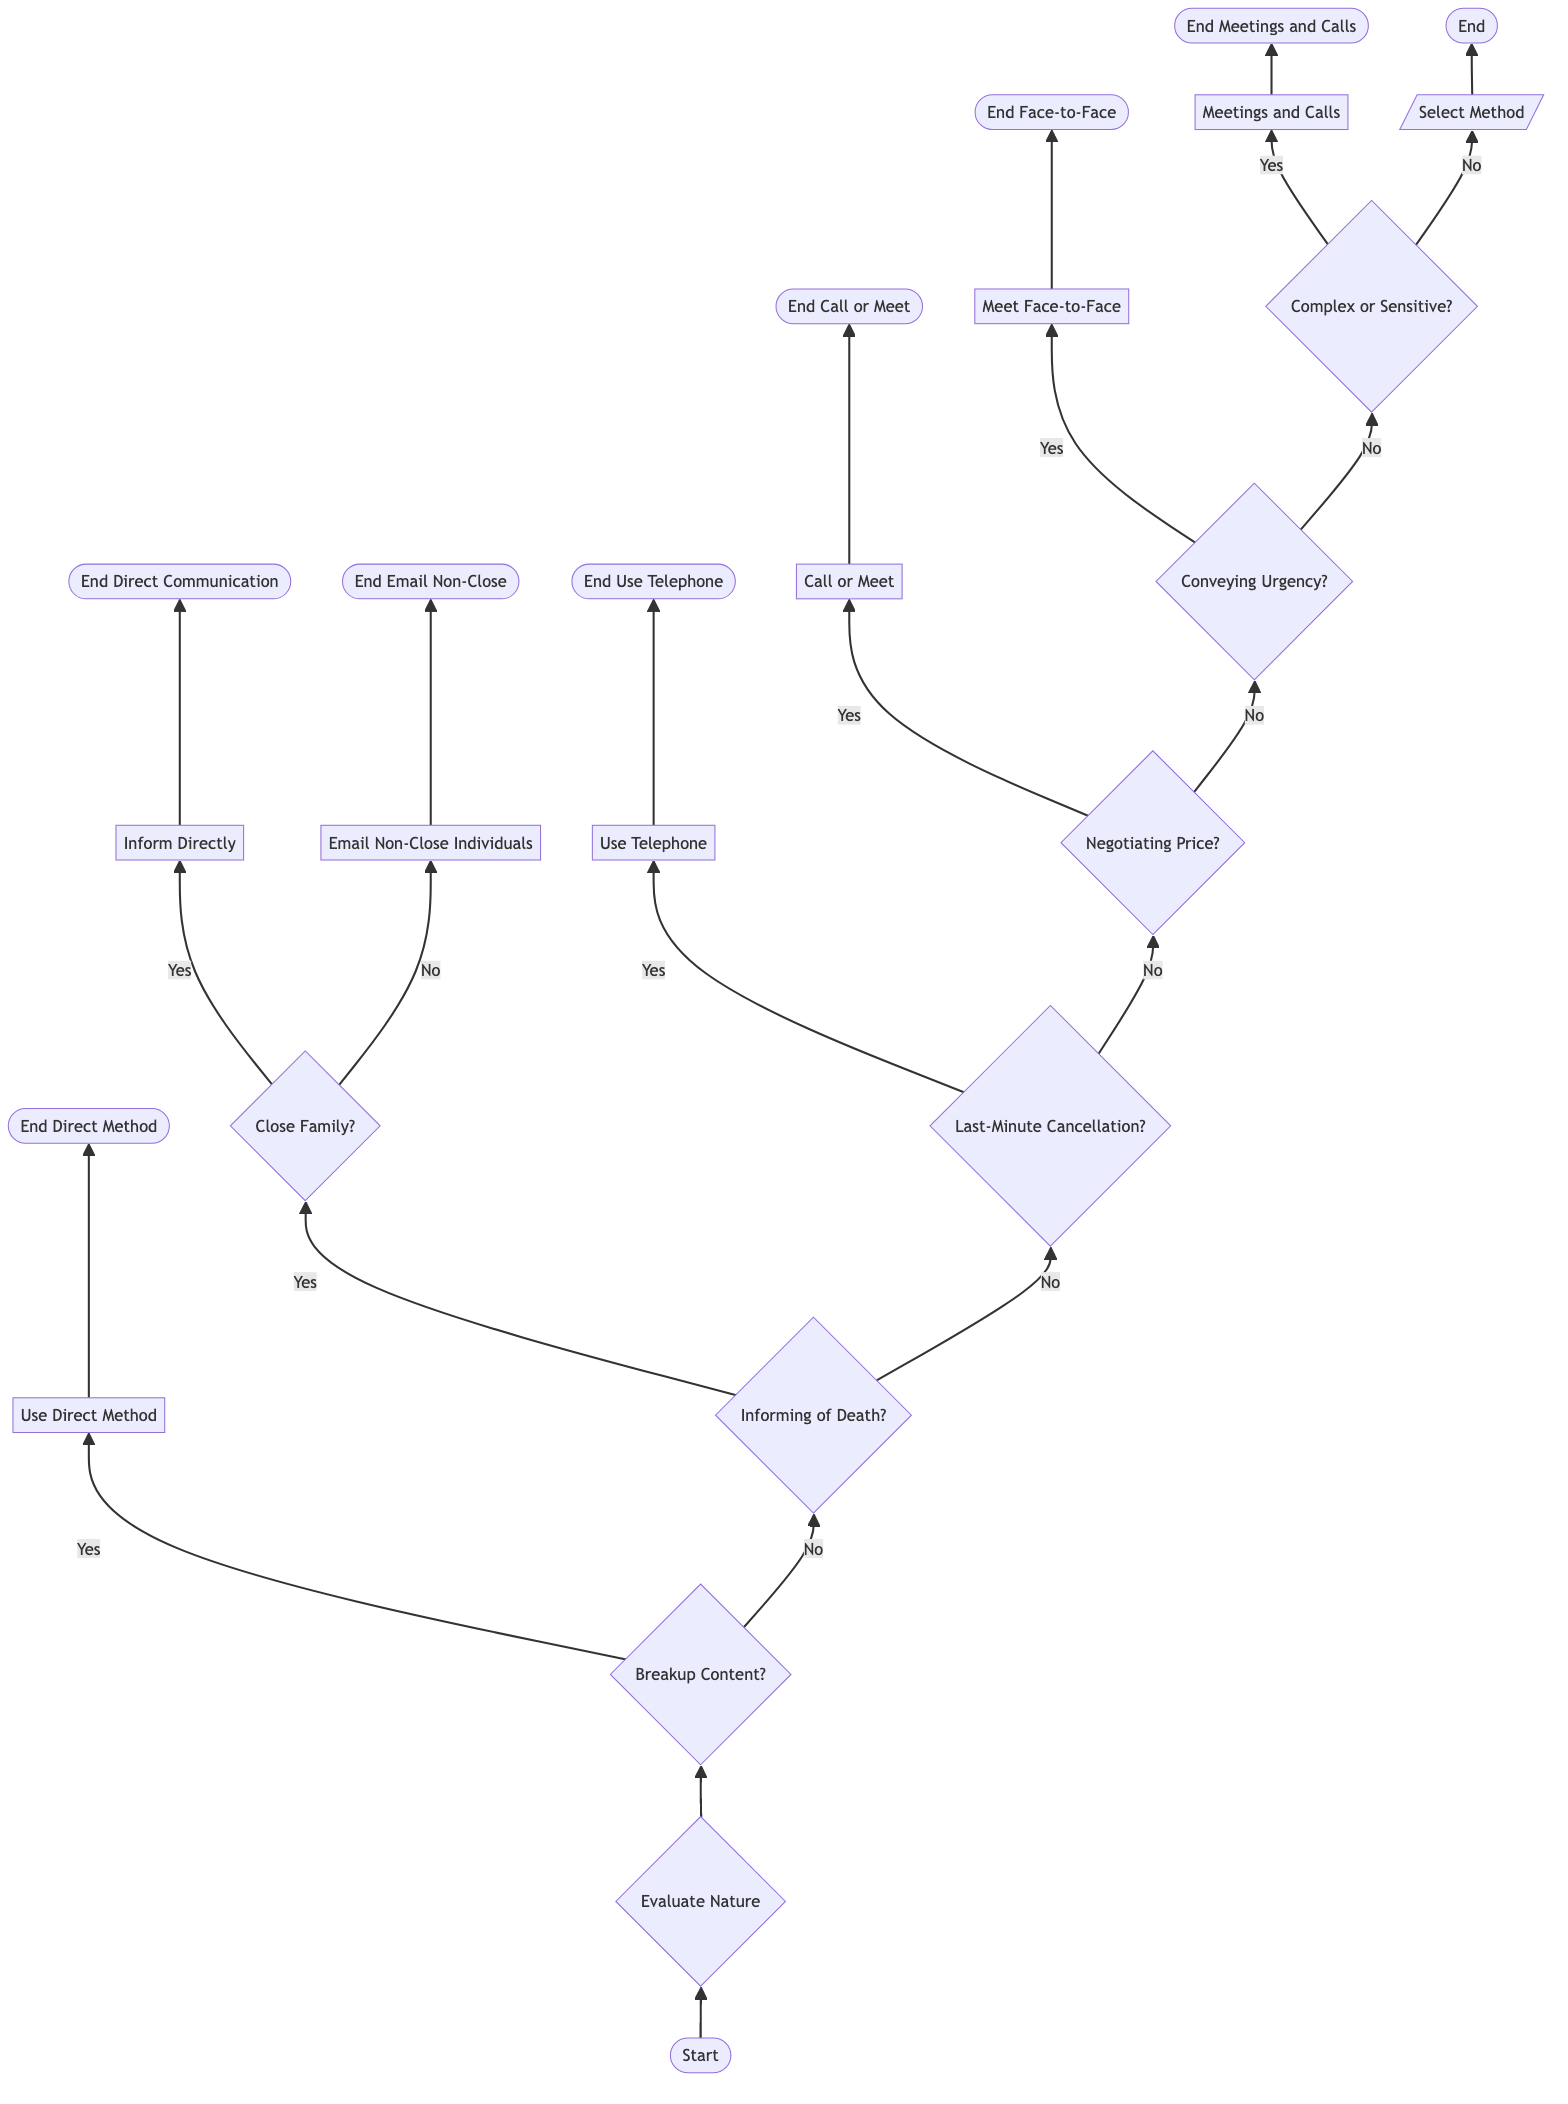 End Meetings and Calls
End
End Face-to-Face
Meetings and Calls
Select Method
Yes
No
End Call or Meet
Meet Face-to-Face
Complex or Sensitive?
Yes
No
End Direct Communication
End Email Non-Close
End Use Telephone
Call or Meet
Conveying Urgency?
Yes
No
Inform Directly
Email Non-Close Individuals
Use Telephone
Negotiating Price?
Yes
No
Yes
No
End Direct Method
Close Family?
Last-Minute Cancellation?
Yes
No
Use Direct Method
Informing of Death?
Yes
No
Breakup Content?
Evaluate Nature
Start